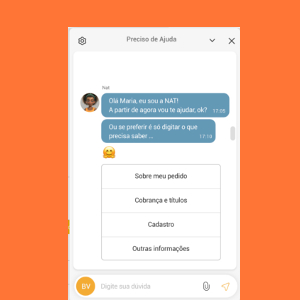 Preciso de Ajuda
Nat
Olá Maria, eu sou a NAT!
A partir de agora vou te ajudar, ok? 17:05
Ou se preferir é só digitar o que
precisa saber ... 17:10
Sobre meu pedido
Cobrança e títulos
Cadastro
Outras informações
BV
Digite sua dúvida